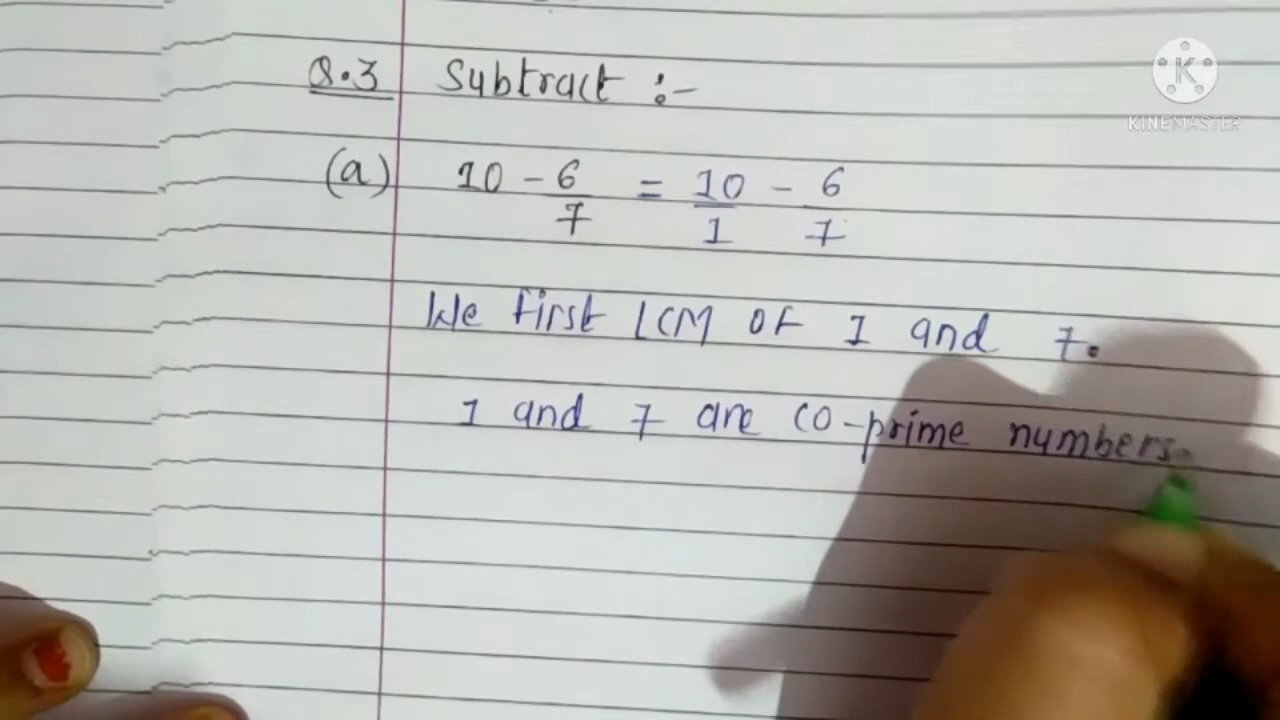 Q.3 Subtract :-
(a) 10 - 6/7 = 10/1 - 6/7
We first LCM OF 1 and 7.
1 and 7 are co-prime numbers.
K
KINEMASTER